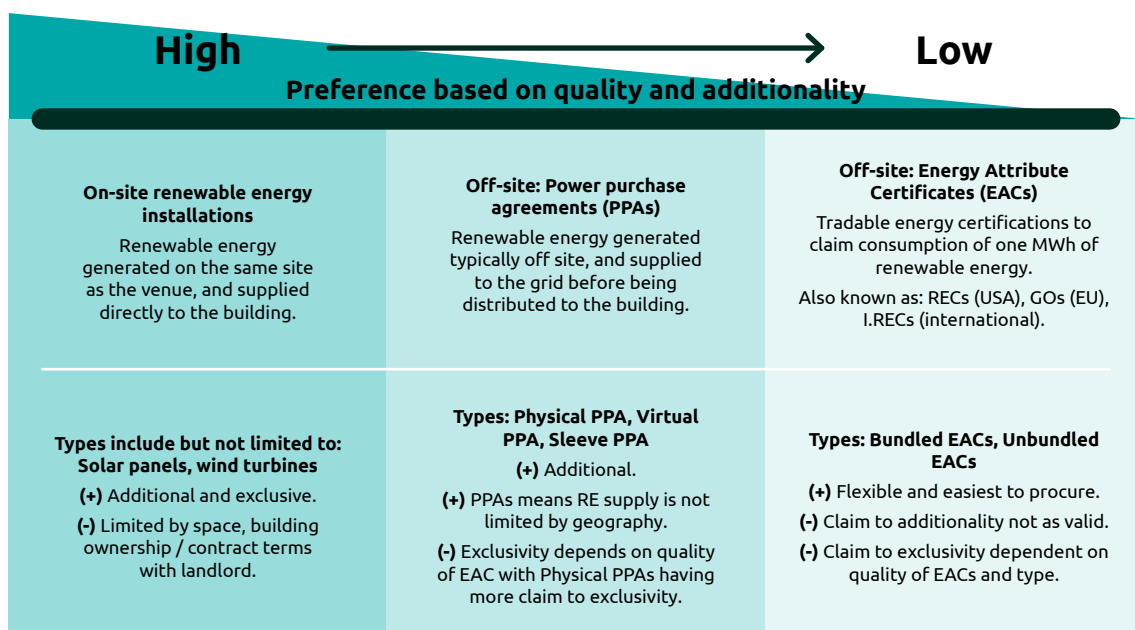 High
Low
Preference based on quality and additionality
On-site renewable energy
installations
Renewable energy
generated on the same site
as the venue, and supplied
directly to the building.
Off-site: Power purchase
agreements (PPAs)
Renewable energy generated
typically off site, and supplied
to the grid before being
distributed to the building.
Off-site: Energy Attribute
Certificates (EACs)
Tradable energy certifications to
claim consumption of one MWh of
renewable energy.
Also known as: RECs (USA), GOs (EU),
I.RECs (international).
Types include but not limited to:
Solar panels, wind turbines
(+) Additional and exclusive.
(-) Limited by space, building
ownership / contract terms
with landlord.
Types: Physical PPA, Virtual
PPA, Sleeve PPA
(+) Additional.
(+) PPAs means RE supply is not
limited by geography.
(-) Exclusivity depends on quality
of EAC with Physical PPAs having
more claim to exclusivity.
Types: Bundled EACs, Unbundled
EACs
(+) Flexible and easiest to procure.
(-) Claim to additionality not as valid.
(-) Claim to exclusivity dependent on
quality of EACs and type.